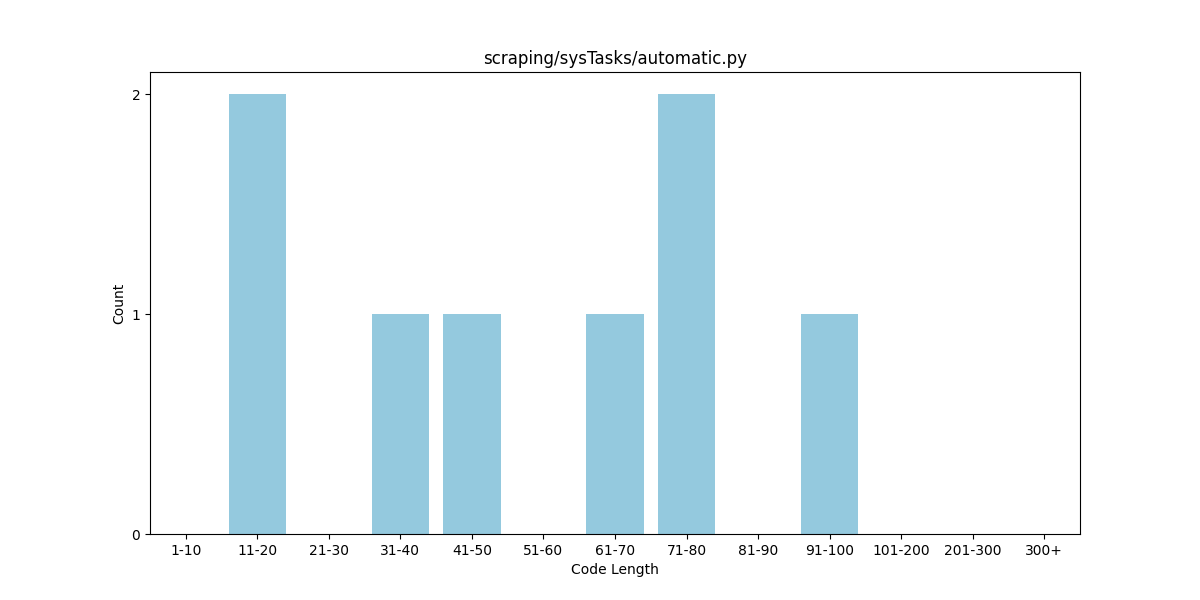 scraping/sysTasks/automatic.py
2
1
0
Count
1-10 11-20 21-30 31-40 41-50 51-60 61-70 71-80 81-90 91-100 101-200 201-300 300+
Code Length